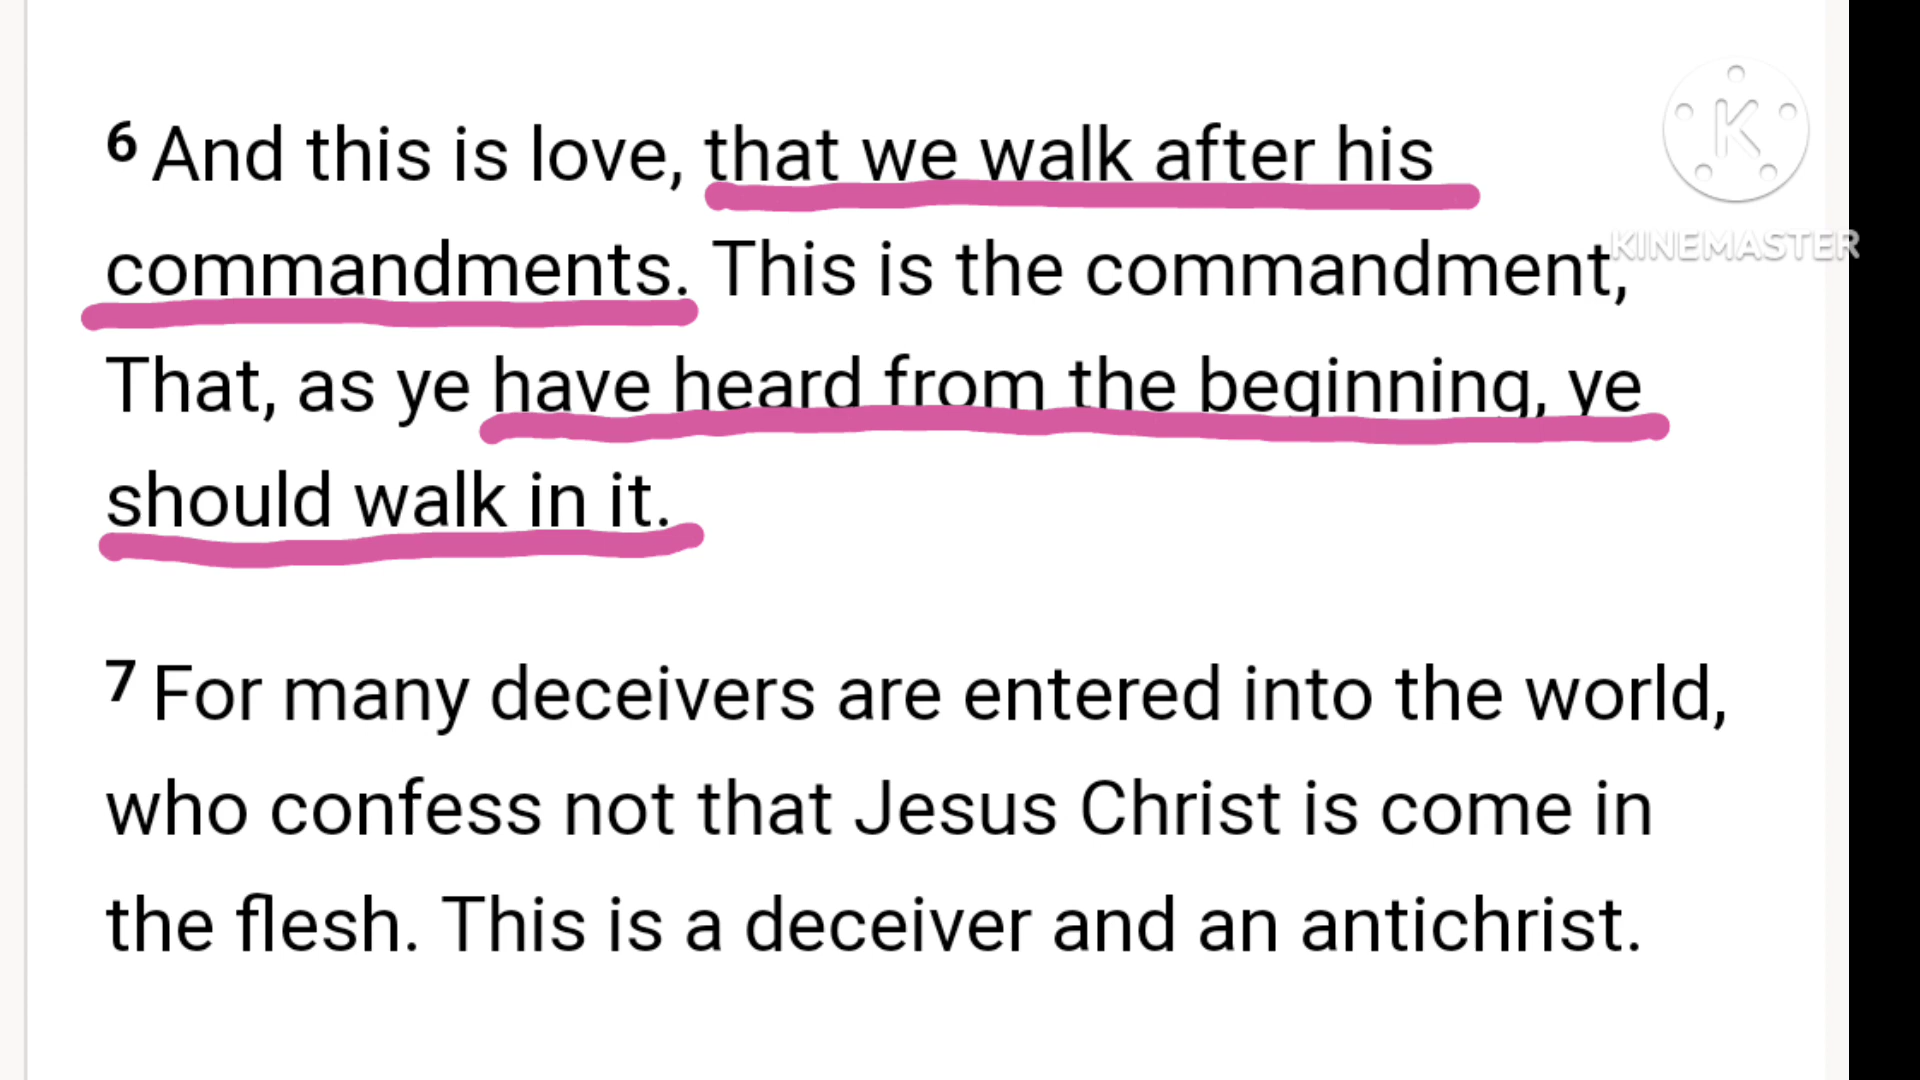 6 And this is love, that we walk after his
commandments. This is the commandment,
That, as ye have heard from the beginning, ye
should walk in it.
7 For many deceivers are entered into the world,
who confess not that Jesus Christ is come in
the flesh. This is a deceiver and an antichrist.
K
KINEMASTER